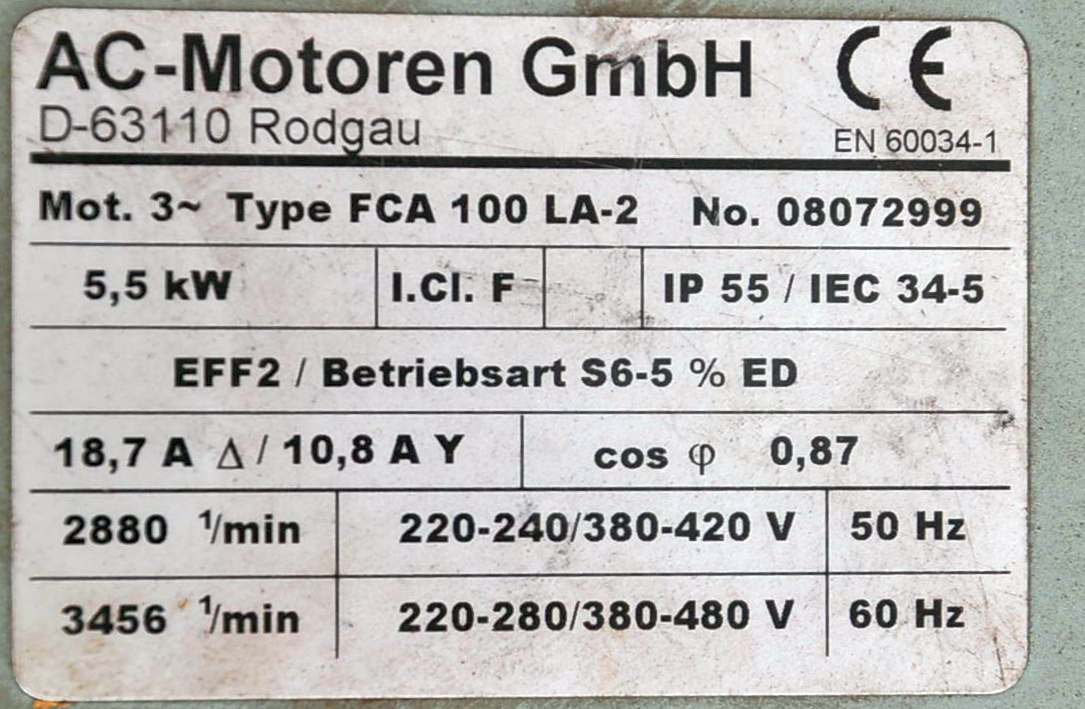 AC-Motoren GmbH CE
D-63110 Rodgau EN 60034-1
Mot. 3~ Type FCA 100 LA-2 No. 08072999
5,5 kW I.Cl. F IP 55 / IEC 34-5
EFF2 / Betriebsart S6-5 % ED
18,7 A Δ / 10,8 A Y cos φ 0,87
2880 ¹/min 220-240/380-420 V 50 Hz
3456 ¹/min 220-280/380-480 V 60 Hz